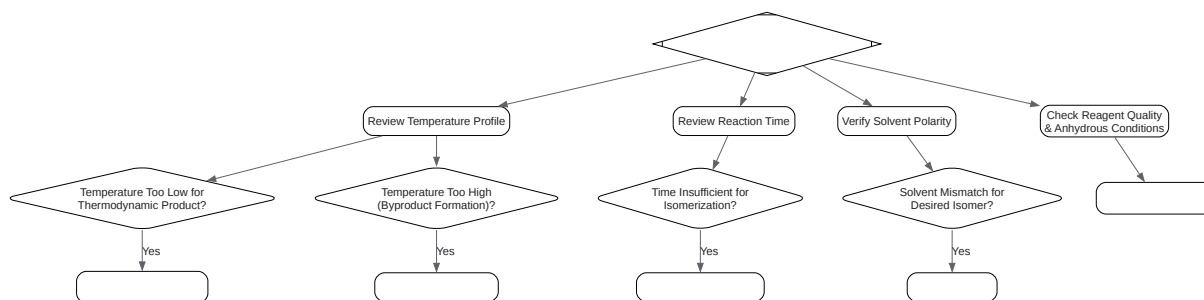 Review Temperature Profile
Review Reaction Time
Verify Solvent Polarity
Check Reagent Quality
& Anhydrous Conditions
Temperature Too Low for
Thermodynamic Product?
Temperature Too High
(Byproduct Formation)?
Time Insufficient for
Isomerization?
Solvent Mismatch for
Desired Isomer?
Yes
Yes
Yes
Yes